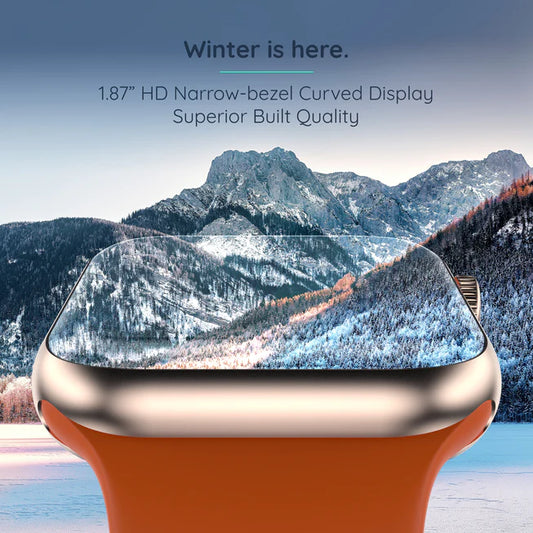 Winter is here.
1.87” HD Narrow-bezel Curved Display
Superior Built Quality